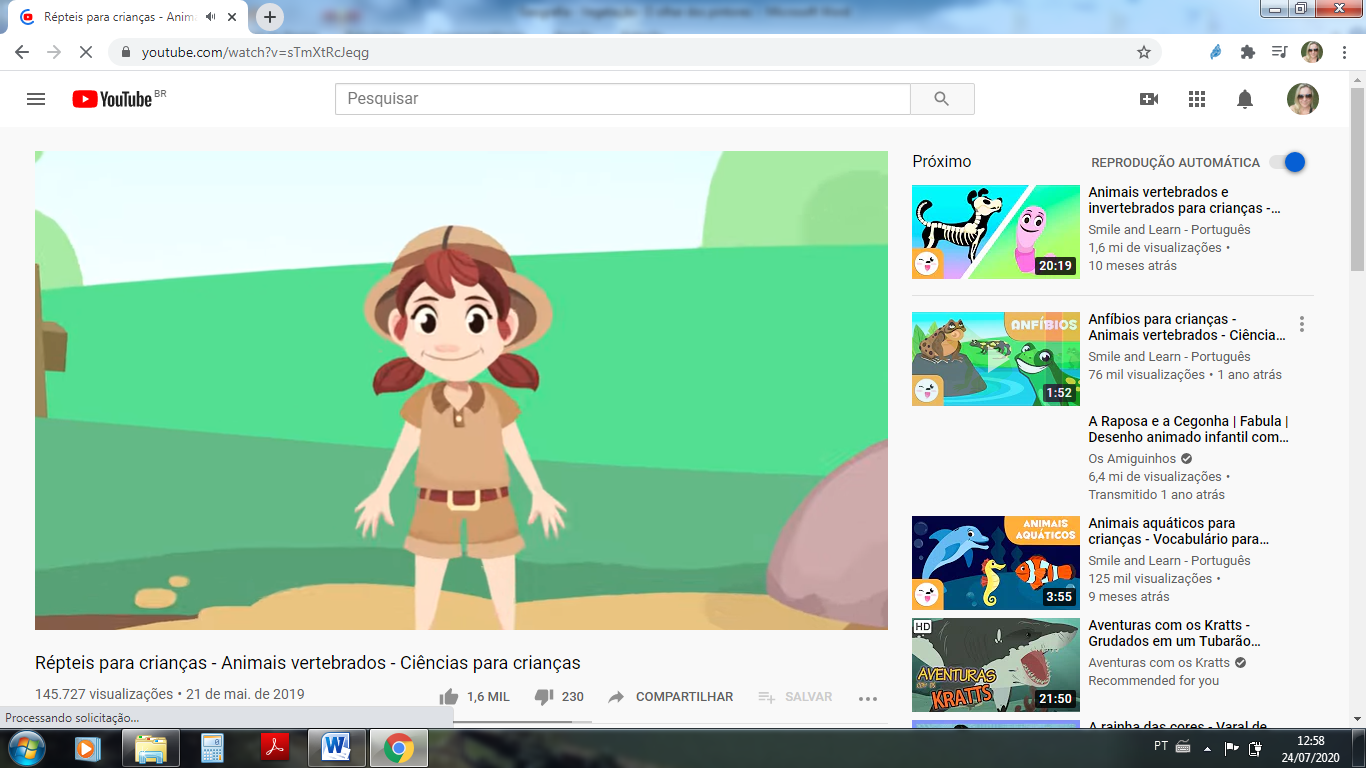 Répteis para crianças - Anima
youtube.com/watch?v=sTmXtRcJeqg
YouTube BR
Pesquisar
Próximo
REPRODUÇÃO AUTOMÁTICA
20:19
Animais vertebrados e
invertebrados para crianças -...
Smile and Learn - Português
1,6 mi de visualizações •
10 meses atrás
ANFÍBIOS
1:52
Anfíbios para crianças -
Animais vertebrados - Ciência...
Smile and Learn - Português
76 mil visualizações • 1 ano atrás
A Raposa e a Cegonha | Fabula |
Desenho animado infantil com...
Os Amiguinhos
6,4 mi de visualizações •
Transmitido 1 ano atrás
ANIMAIS
AQUÁTICOS
3:55
Animais aquáticos para
crianças - Vocabulário para...
Smile and Learn - Português
125 mil visualizações •
9 meses atrás
HD
AVENTURAS
COM OS
KRATTS
21:50
Aventuras com os Kratts -
Grudados em um Tubarão...
Aventuras com os Kratts
Recommended for you
A rainha das cores - Varal de
Répteis para crianças - Animais vertebrados - Ciências para crianças
145.727 visualizações • 21 de mai. de 2019
1,6 MIL
230
COMPARTILHAR
SALVAR
Processando solicitação...
PT
12:58
24/07/2020